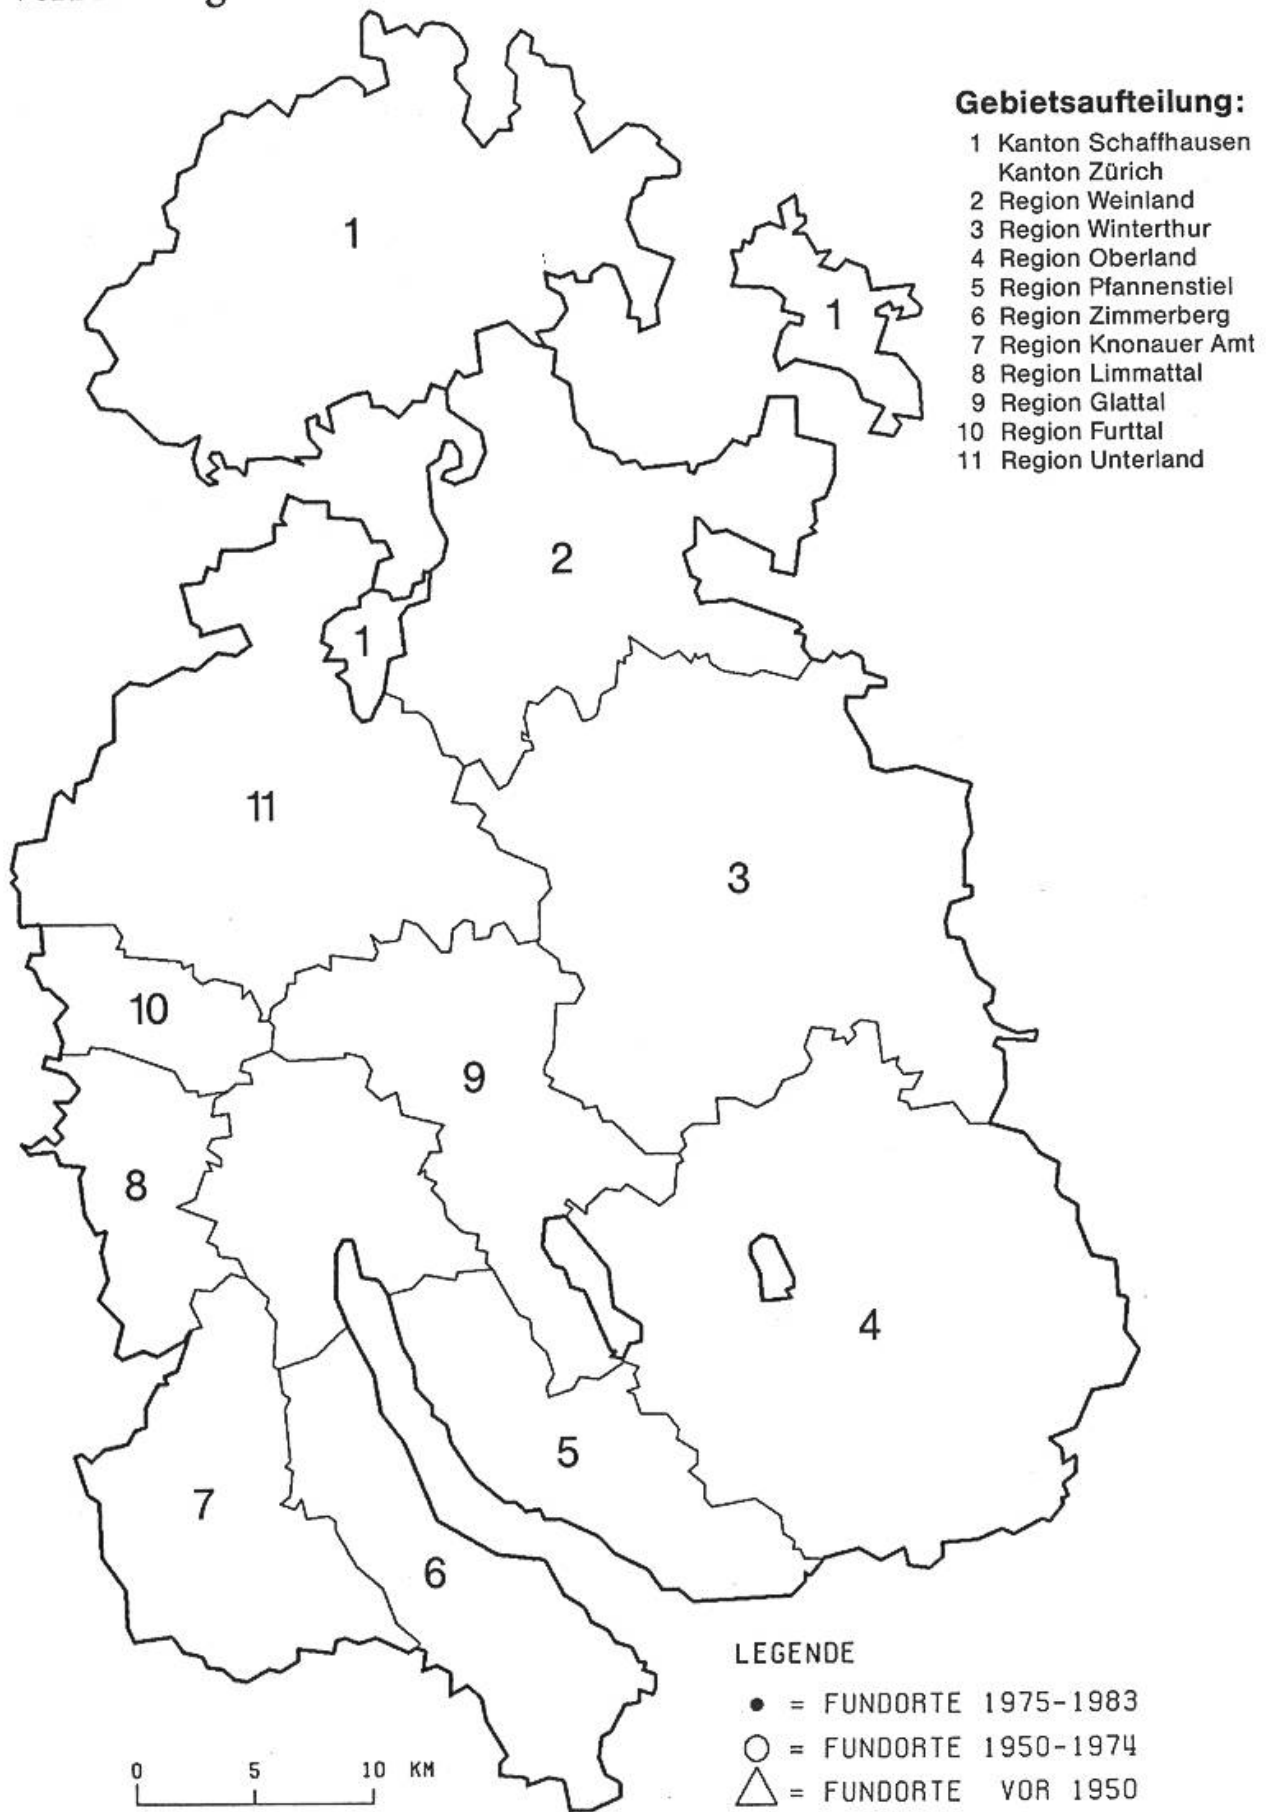 Gebietsaufteilung:
1 Kanton Schaffhausen
Kanton Zürich
2 Region Weinland
3 Region Winterthur
4 Region Oberland
5 Region Pfannenstiel
6 Region Zimmerberg
7 Region Knonauer Amt
8 Region Limmattal
9 Region Glattal
10 Region Furttal
11 Region Unterland
1
1
2
1
11
3
10
9
8
4
5
7
6
LEGENDE
● = FUNDORTE 1975-1983
○ = FUNDORTE 1950-1974
△ = FUNDORTE VOR 1950
0 5 10 KM